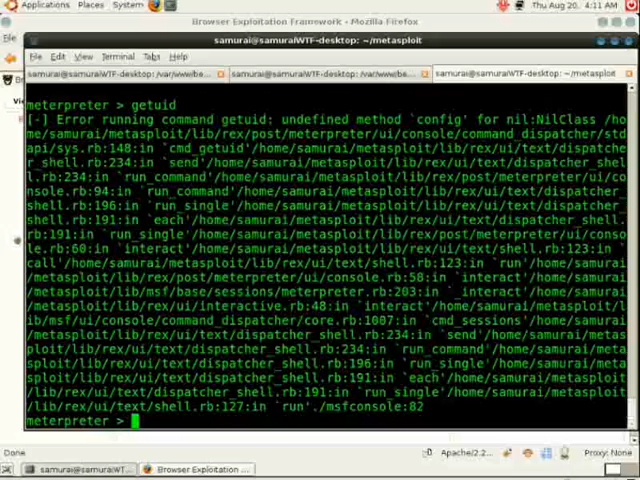 Applications Places System
Thu Aug 20, 4:11 AM
Browser Exploitation Framework - Mozilla Firefox
samurai@samuraiWTF-desktop: ~/metasploit
File
File Edit View Terminal Tabs Help
samurai@samuraiWTF-desktop: /var/www/be...
samurai@samuraiWTF-desktop: /var/www/be...
samurai@samuraiWTF-desktop: ~/metasploit
meterpreter > getuid
[-] Error running command getuid: undefined method `config' for nil:NilClass /ho
me/samurai/metasploit/lib/rex/post/meterpreter/ui/console/command_dispatcher/std
api/sys.rb:148:in `cmd_getuid'/home/samurai/metasploit/lib/rex/ui/text/dispatche
r_shell.rb:234:in `send'/home/samurai/metasploit/lib/rex/ui/text/dispatcher_shel
l.rb:234:in `run_command'/home/samurai/metasploit/lib/rex/post/meterpreter/ui/co
nsole.rb:94:in `run_command'/home/samurai/metasploit/lib/rex/ui/text/dispatcher_
shell.rb:196:in `run_single'/home/samurai/metasploit/lib/rex/ui/text/dispatcher_
shell.rb:191:in `each'/home/samurai/metasploit/lib/rex/ui/text/dispatcher_shell.
rb:191:in `run_single'/home/samurai/metasploit/lib/rex/post/meterpreter/ui/conso
le.rb:60:in `interact'/home/samurai/metasploit/lib/rex/ui/text/shell.rb:123:in `
call'/home/samurai/metasploit/lib/rex/ui/text/shell.rb:123:in `run'/home/samurai
/metasploit/lib/rex/post/meterpreter/ui/console.rb:58:in `interact'/home/samurai
/metasploit/lib/msf/base/sessions/meterpreter.rb:203:in `_interact'/home/samurai
/metasploit/lib/rex/ui/interactive.rb:48:in `interact'/home/samurai/metasploit/l
ib/msf/ui/console/command_dispatcher/core.rb:1007:in `cmd_sessions'/home/samurai
/metasploit/lib/rex/ui/text/dispatcher_shell.rb:234:in `send'/home/samurai/metas
ploit/lib/rex/ui/text/dispatcher_shell.rb:234:in `run_command'/home/samurai/meta
sploit/lib/rex/ui/text/dispatcher_shell.rb:196:in `run_single'/home/samurai/meta
sploit/lib/rex/ui/text/dispatcher_shell.rb:191:in `each'/home/samurai/metasploit
/lib/rex/ui/text/dispatcher_shell.rb:191:in `run_single'/home/samurai/metasploit
/lib/rex/ui/text/shell.rb:127:in `run'./msfconsole:82
meterpreter >
Done
Apache/2.2...
Proxy: None
samurai@samuraiWT...
Browser Exploitation ...